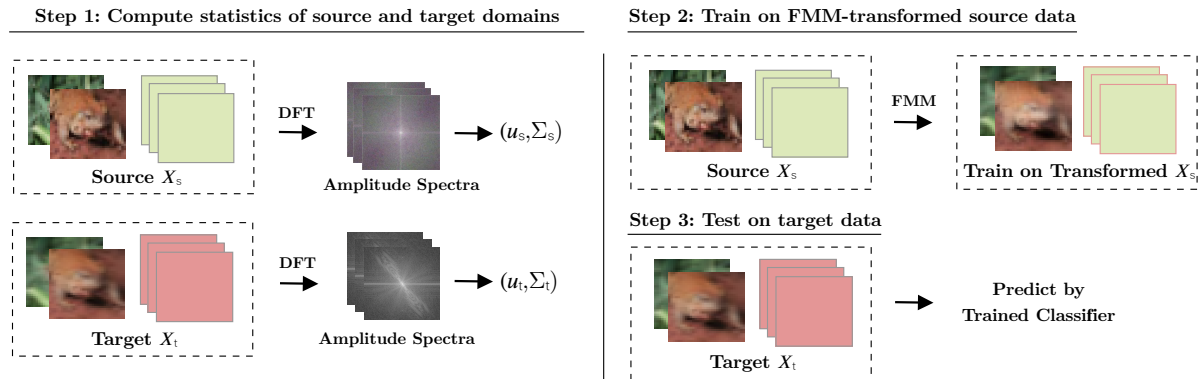 Step 1: Compute statistics of source and target domains
DFT
(uₛ,Σₛ)
Source Xₛ
Amplitude Spectra
DFT
(uₜ,Σₜ)
Target Xₜ
Amplitude Spectra
Step 2: Train on FMM-transformed source data
FMM
Source Xₛ
Train on Transformed Xₛ
Step 3: Test on target data
Predict by
Trained Classifier
Target Xₜ